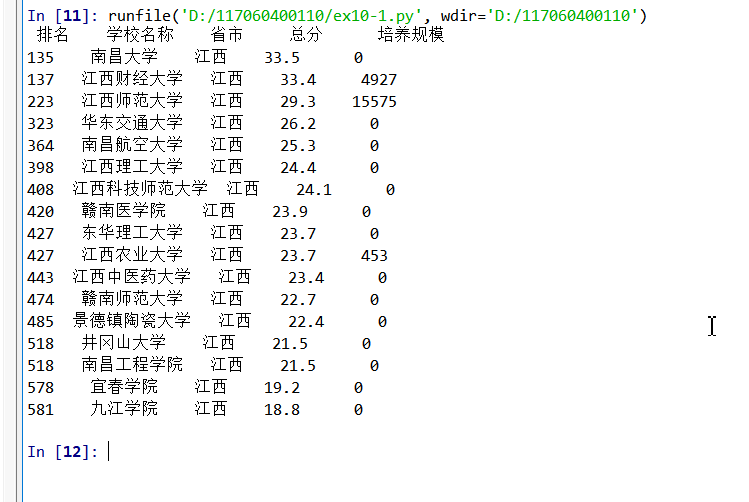 In [11]: runfile('D:/117060400110/ex10-1.py', wdir='D:/117060400110')
排名 学校名称 省市 总分 培养规模
135 南昌大学 江西 33.5 0
137 江西财经大学 江西 33.4 4927
223 江西师范大学 江西 29.3 15575
323 华东交通大学 江西 26.2 0
364 南昌航空大学 江西 25.3 0
398 江西理工大学 江西 24.4 0
408 江西科技师范大学 江西 24.1 0
420 赣南医学院 江西 23.9 0
427 东华理工大学 江西 23.7 0
427 江西农业大学 江西 23.7 453
443 江西中医药大学 江西 23.4 0
474 赣南师范大学 江西 22.7 0
485 景德镇陶瓷大学 江西 22.4 0
518 井冈山大学 江西 21.5 0
518 南昌工程学院 江西 21.5 0
578 宜春学院 江西 19.2 0
581 九江学院 江西 18.8 0
In [12]: